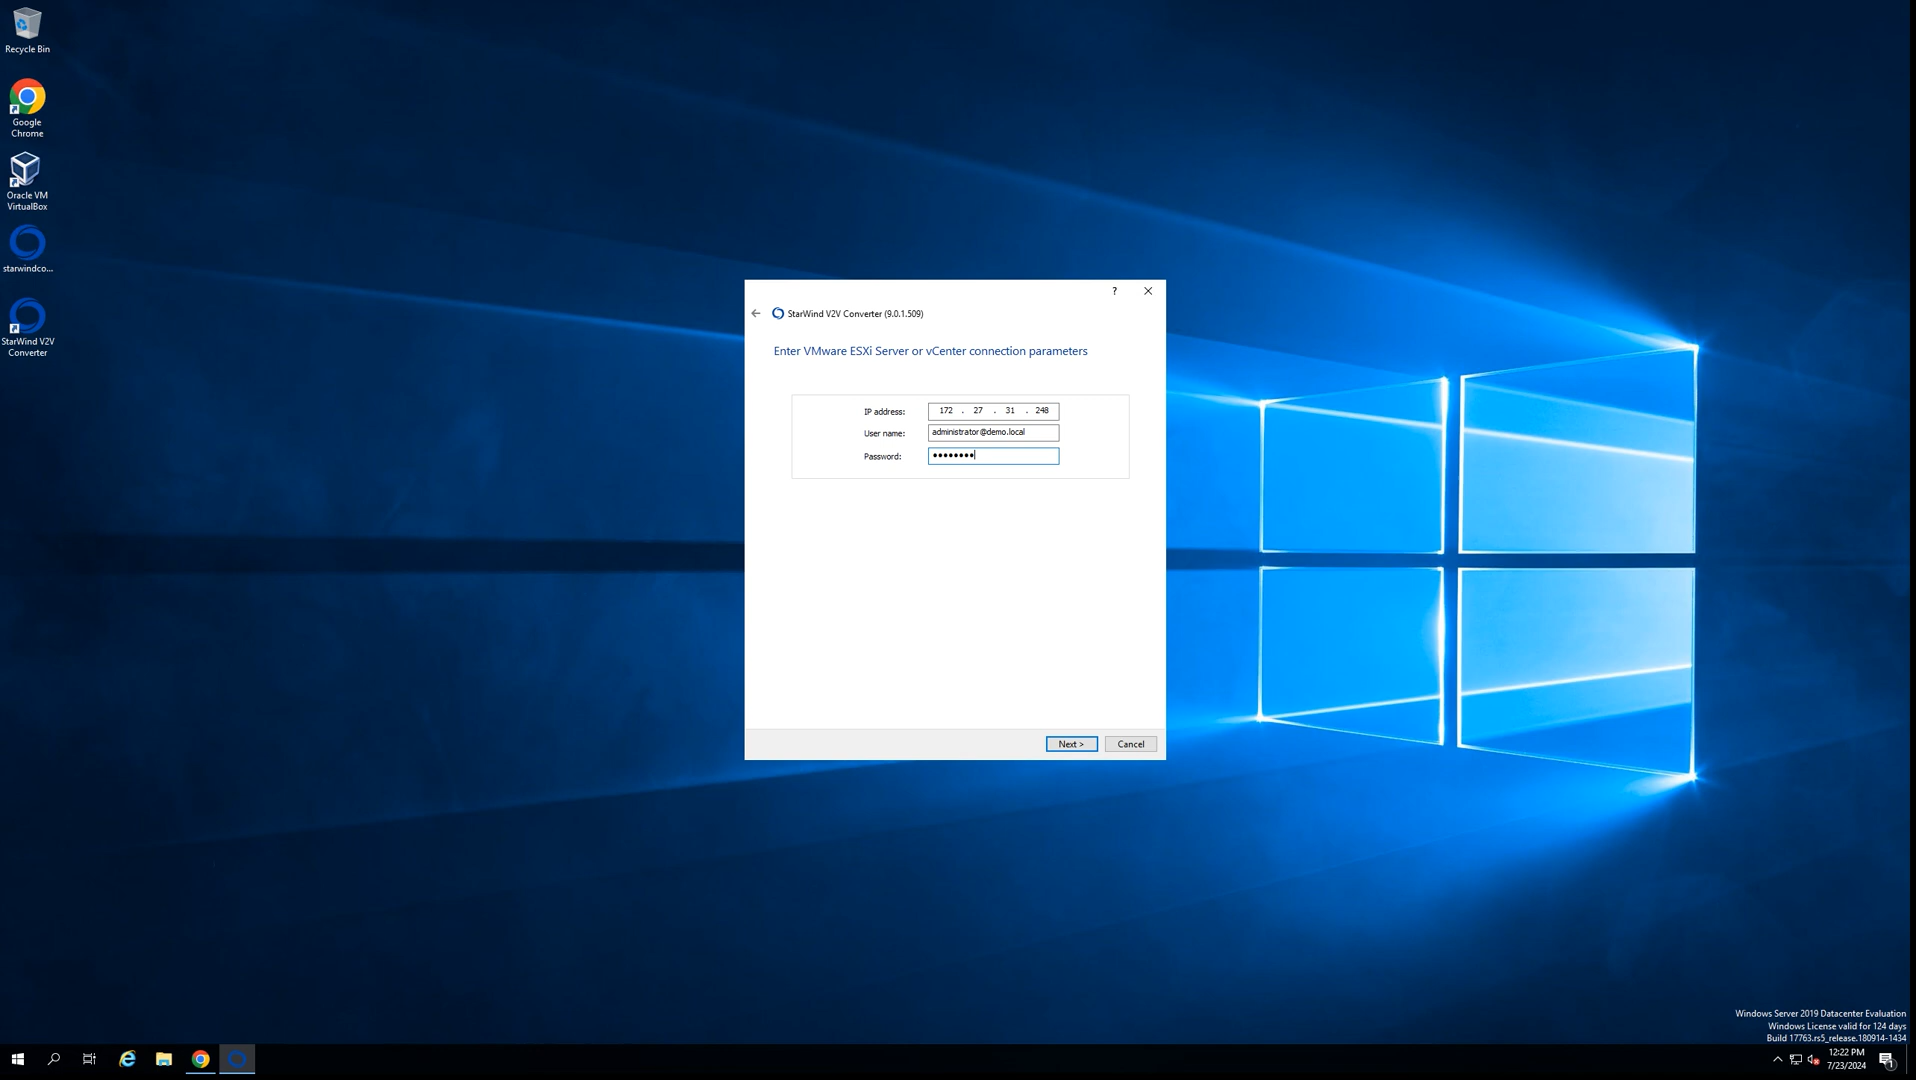 Recycle Bin
Google
Chrome
Oracle VM
VirtualBox
starwindco...
StarWind V2V
Converter
?
StarWind V2V Converter (9.0.1.509)
Enter VMware ESXi Server or vCenter connection parameters
IP address: 172 . 27 . 31 . 248
User name: administrator@demo.local
Password: ••••••••
Next > Cancel
Windows Server 2019 Datacenter Evaluation
Windows License valid for 124 days
Build 17763.rs5_release.180914-1434
12:22 PM
7/23/2024
1